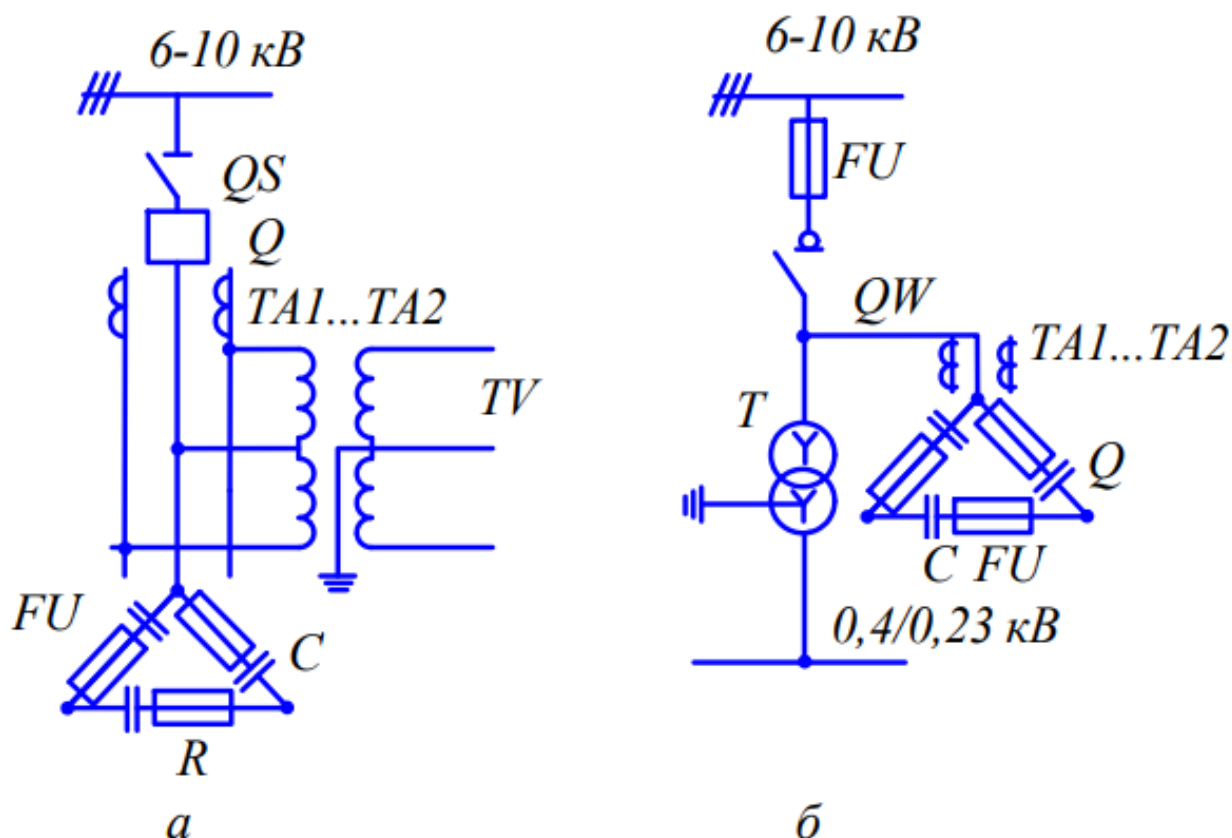 6-10 кВ
QS
Q
TA1...TA2
TV
FU
C
R
а
6-10 кВ
FU
QW
TA1...TA2
T
Q
C FU
0,4/0,23 кВ
б